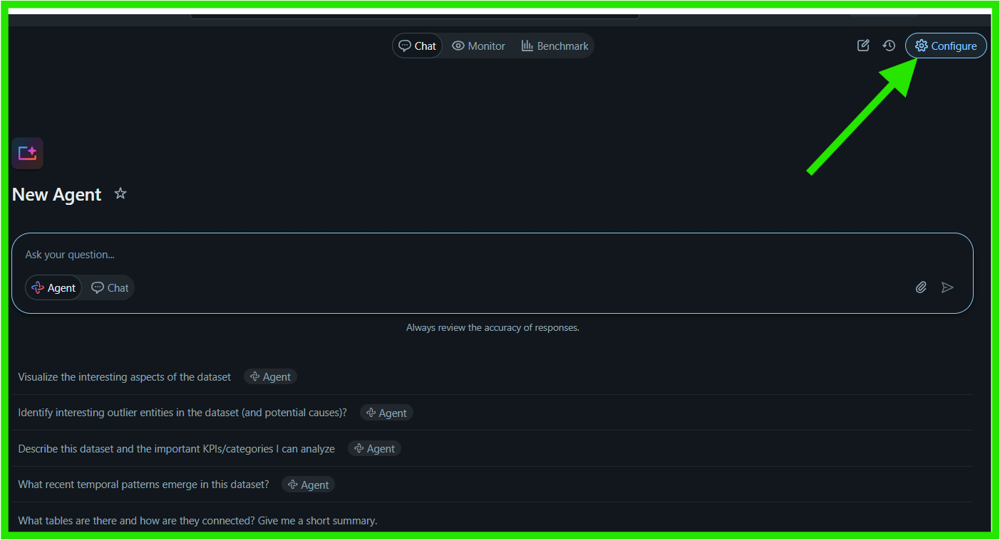 Chat Monitor Benchmark Configure
New Agent
Ask your question...
Agent Chat
Always review the accuracy of responses.
Visualize the interesting aspects of the dataset Agent
Identify interesting outlier entities in the dataset (and potential causes)? Agent
Describe this dataset and the important KPIs/categories I can analyze Agent
What recent temporal patterns emerge in this dataset? Agent
What tables are there and how are they connected? Give me a short summary.